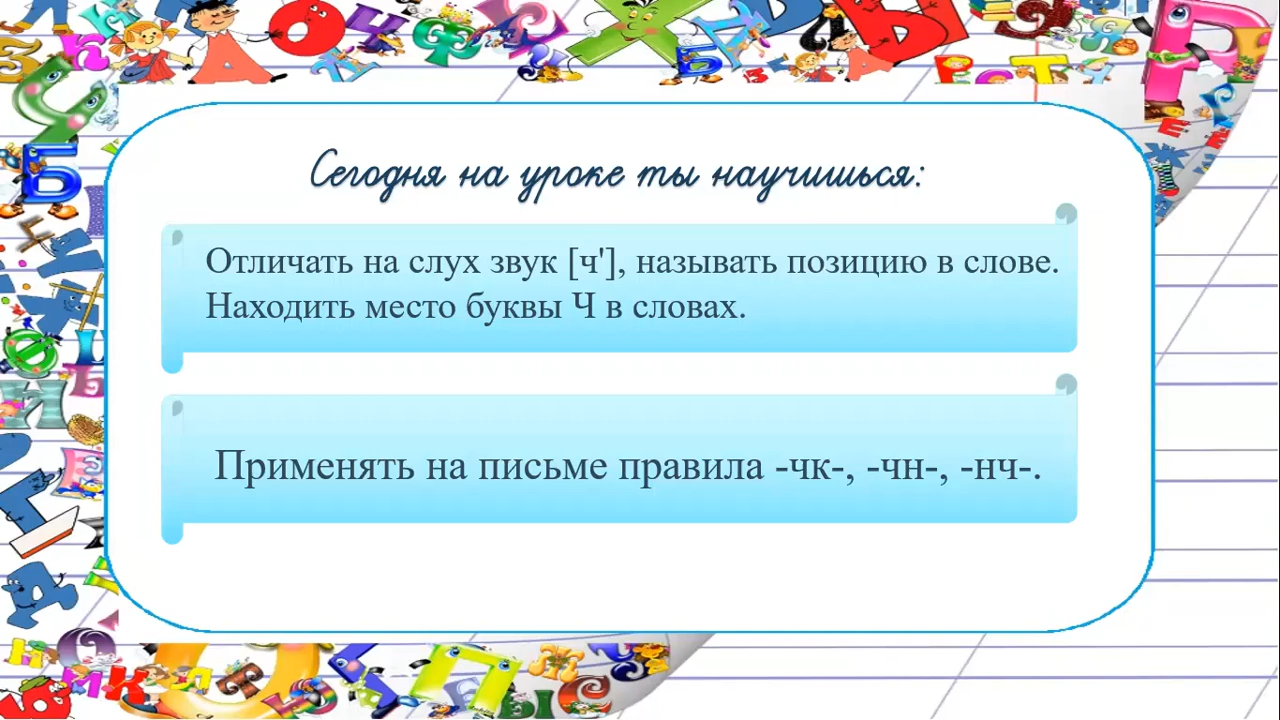 Сегодня на уроке ты научишься:
Отличать на слух звук [ч'], называть позицию в слове.
Находить место буквы Ч в словах.
Применять на письме правила -чк-, -чн-, -нч-.